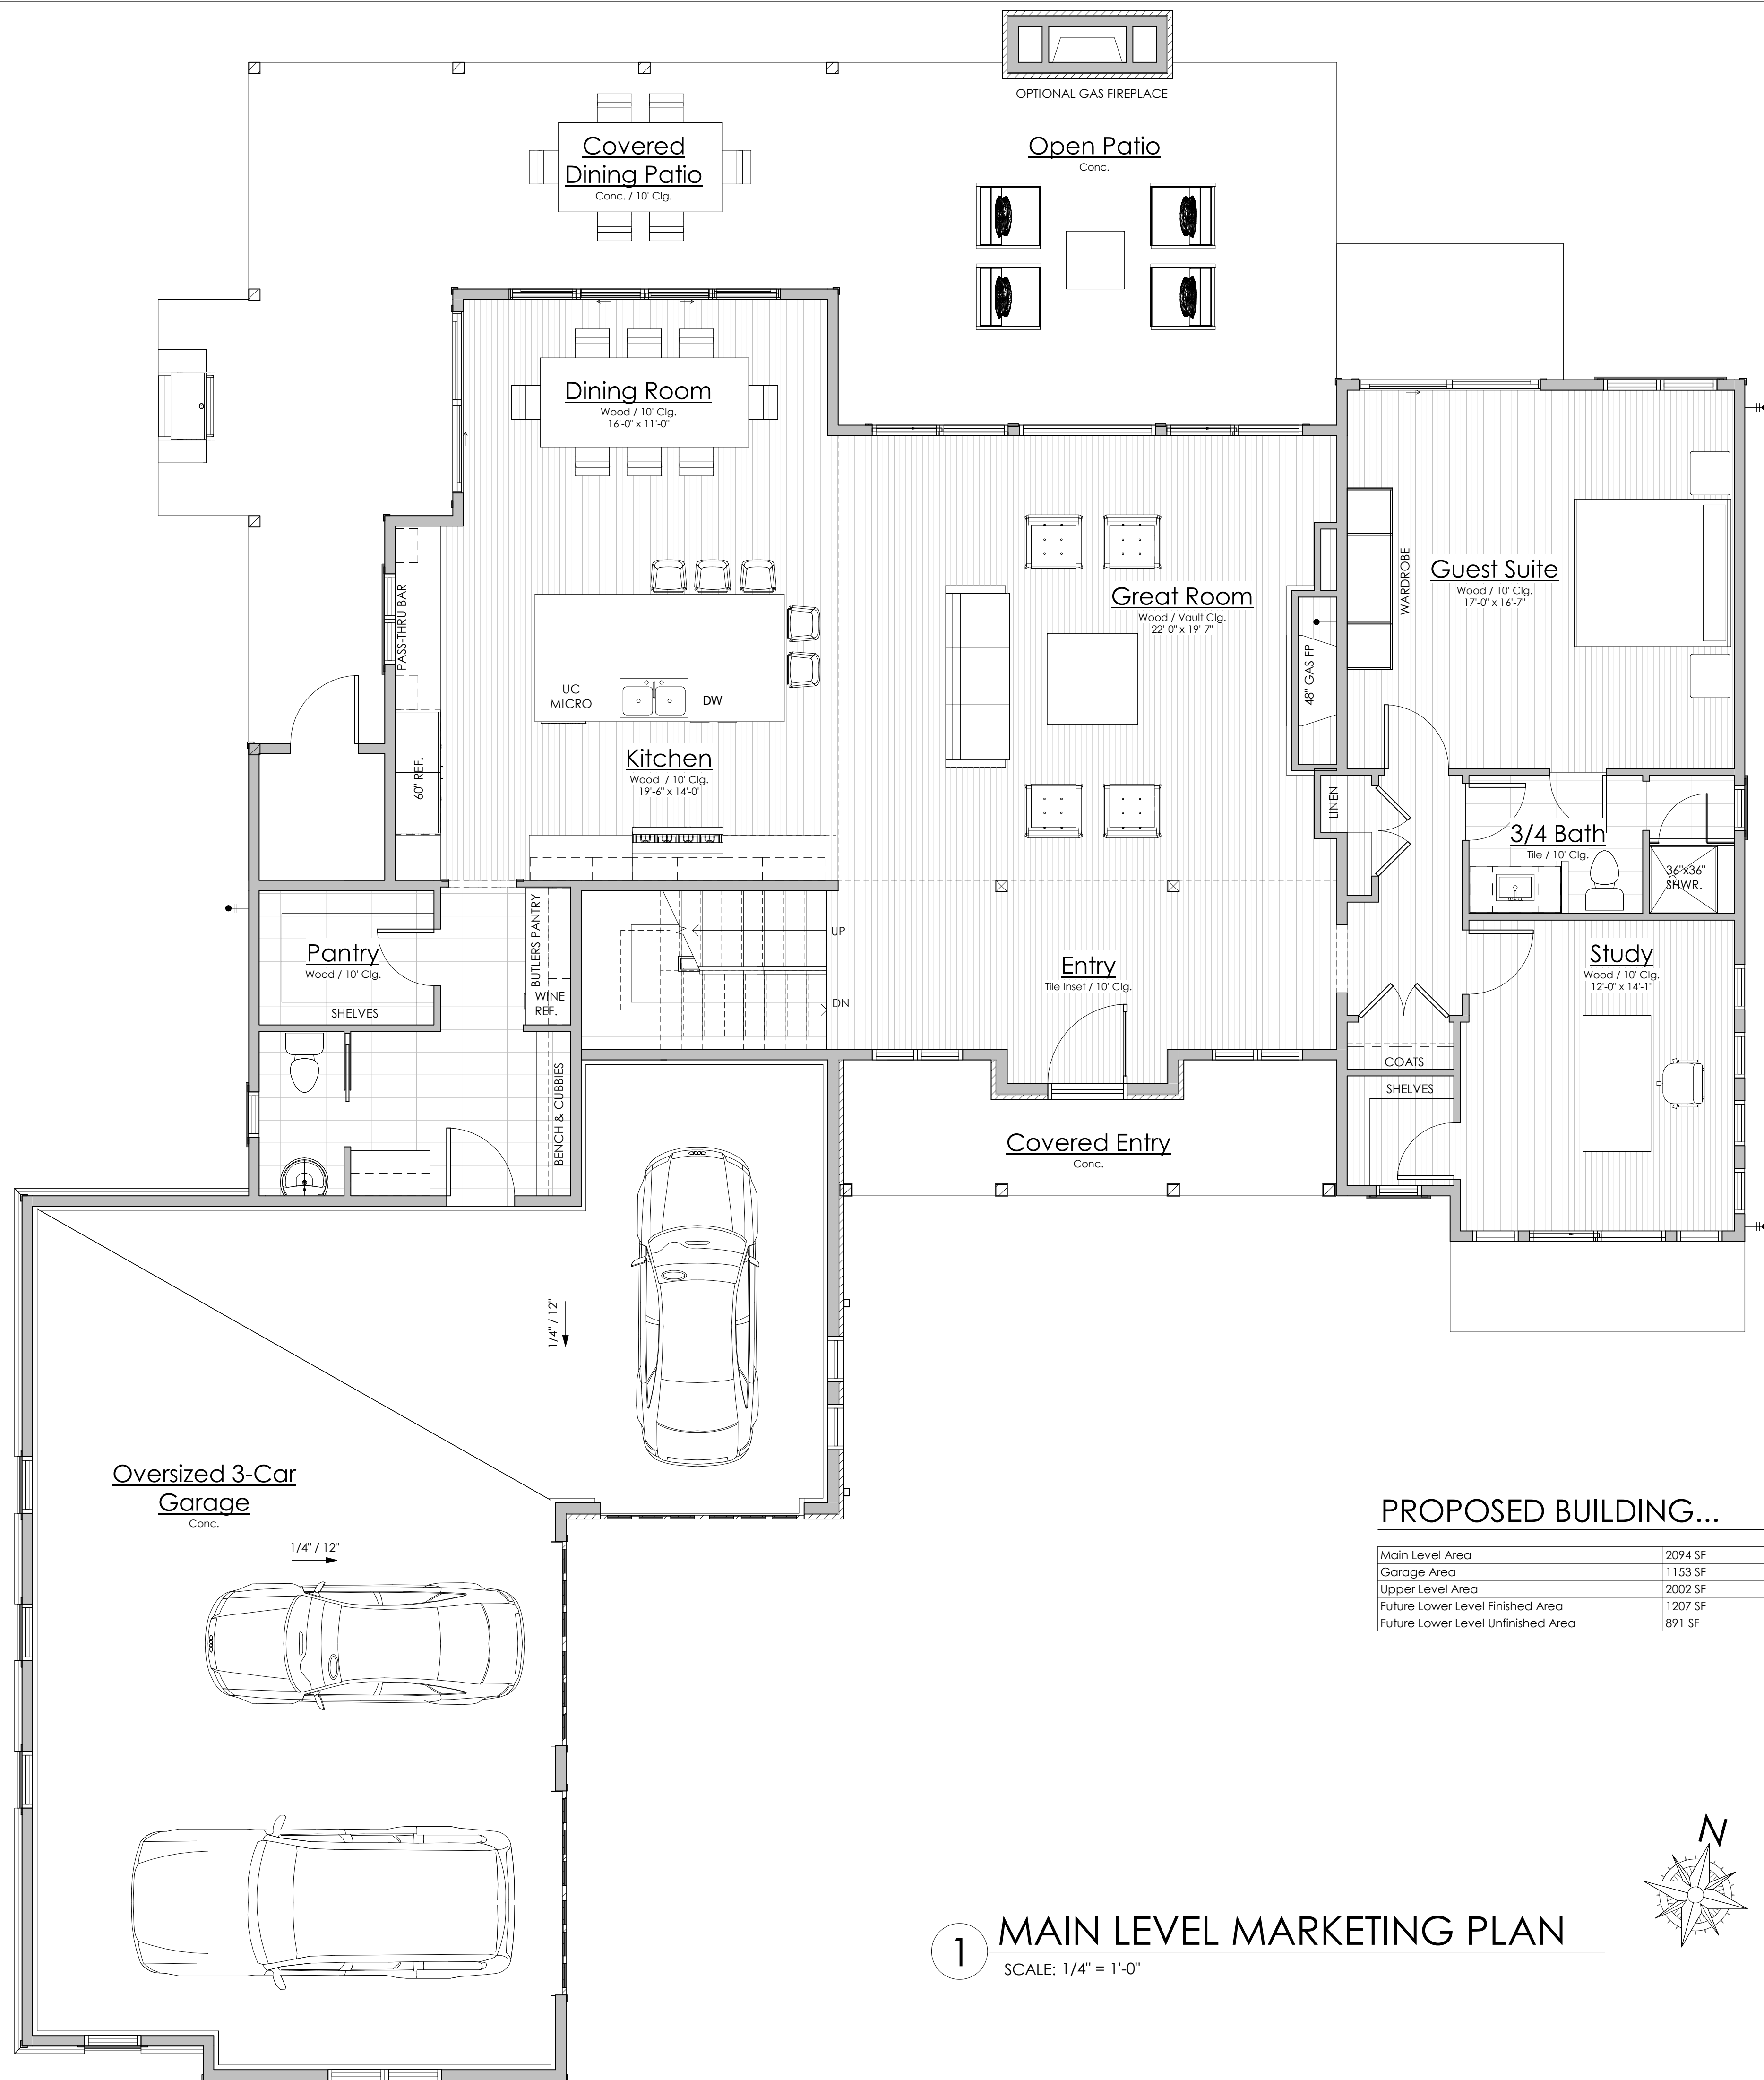 OPTIONAL GAS FIREPLACE
Covered
Dining Patio
Conc. / 10' Clg.
Open Patio
Conc.
Dining Room
Wood / 10' Clg.
16'-0" x 11'-0"
PASS-THRU BAR
60" REF.
UC
MICRO
DW
Kitchen
Wood / 10' Clg.
19'-6" x 14'-0'
Great Room
Wood / Vault Clg.
22'-0" x 19'-7"
48" GAS FP
WARDROBE
Guest Suite
Wood / 10' Clg.
17'-0" x 16'-7"
LINEN
3/4 Bath
Tile / 10' Clg.
36"x36"
SHWR.
Pantry
Wood / 10' Clg.
SHELVES
BUTLERS PANTRY
WINE
REF.
UP
DN
Entry
Tile Inset / 10' Clg.
Study
Wood / 10' Clg.
12'-0" x 14'-1"
COATS
SHELVES
BENCH & CUBBIES
Covered Entry
Conc.
1/4" / 12"
Oversized 3-Car
Garage
Conc.
1/4" / 12"
PROPOSED BUILDING...
Main Level Area 2094 SF
Garage Area 1153 SF
Upper Level Area 2002 SF
Future Lower Level Finished Area 1207 SF
Future Lower Level Unfinished Area 891 SF
N
1 MAIN LEVEL MARKETING PLAN
SCALE: 1/4" = 1'-0"